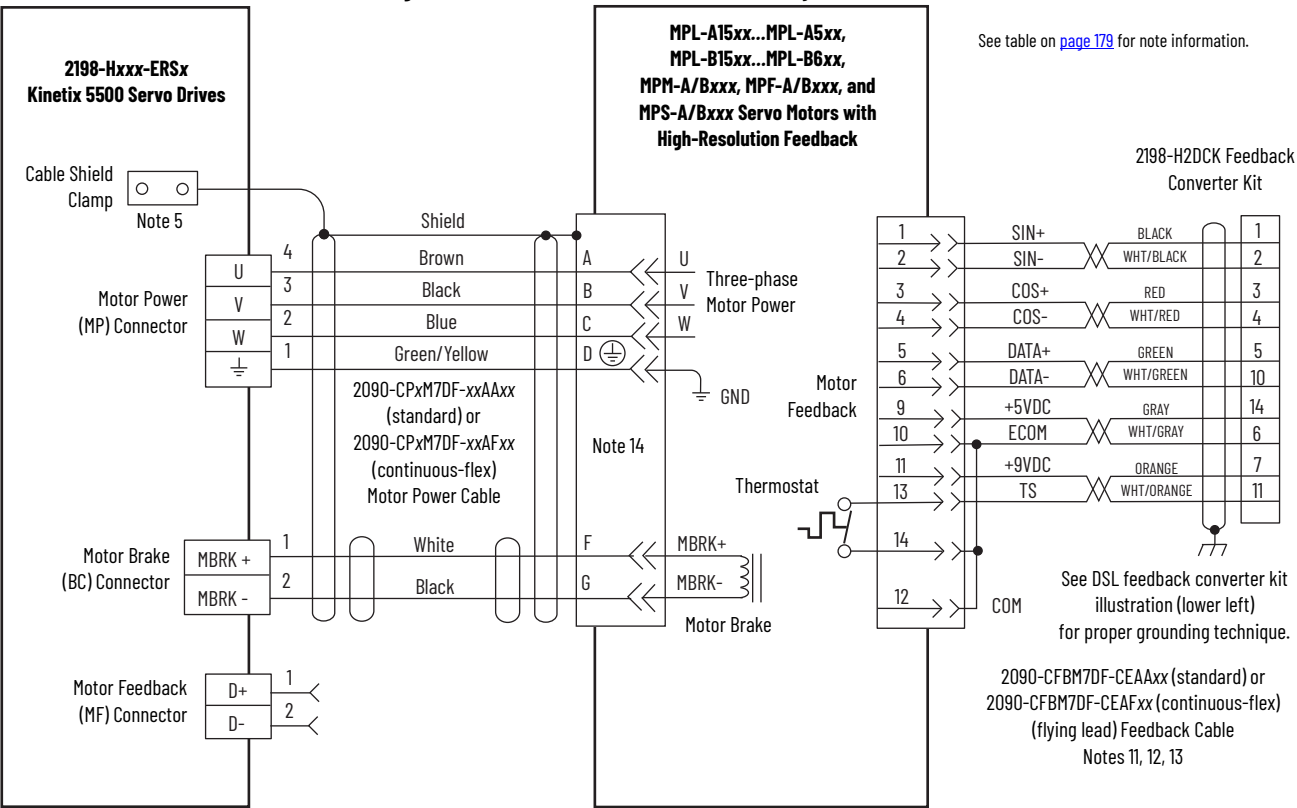 2198-Hxxx-ERSx
Kinetix 5500 Servo Drives
MPL-A15xx...MPL-A5xx,
MPL-B15xx...MPL-B6xx,
MPM-A/Bxxx, MPF-A/Bxxx, and
MPS-A/Bxxx Servo Motors with
High-Resolution Feedback
See table on page 179 for note information.
Cable Shield
Clamp
Note 5
Motor Power
(MP) Connector
U
V
W
4
3
2
1
Shield
Brown
Black
Blue
Green/Yellow
A
B
C
D
U
V
W
Three-phase
Motor Power
GND
2090-CPxM7DF-xxAAxx
(standard) or
2090-CPxM7DF-xxAFxx
(continuous-flex)
Motor Power Cable
Note 14
Motor Brake
(BC) Connector
MBRK +
MBRK -
1
2
White
Black
F
G
MBRK+
MBRK-
Motor Brake
Motor Feedback
(MF) Connector
D+
D-
1
2
2198-H2DCK Feedback
Converter Kit
Motor
Feedback
Thermostat
1 SIN+ BLACK 1
2 SIN- WHT/BLACK 2
3 COS+ RED 3
4 COS- WHT/RED 4
5 DATA+ GREEN 5
6 DATA- WHT/GREEN 10
9 +5VDC GRAY 14
10 ECOM WHT/GRAY 6
11 +9VDC ORANGE 7
13 TS WHT/ORANGE 11
14
12 COM
See DSL feedback converter kit
illustration (lower left)
for proper grounding technique.
2090-CFBM7DF-CEAAxx (standard) or
2090-CFBM7DF-CEAFxx (continuous-flex)
(flying lead) Feedback Cable
Notes 11, 12, 13